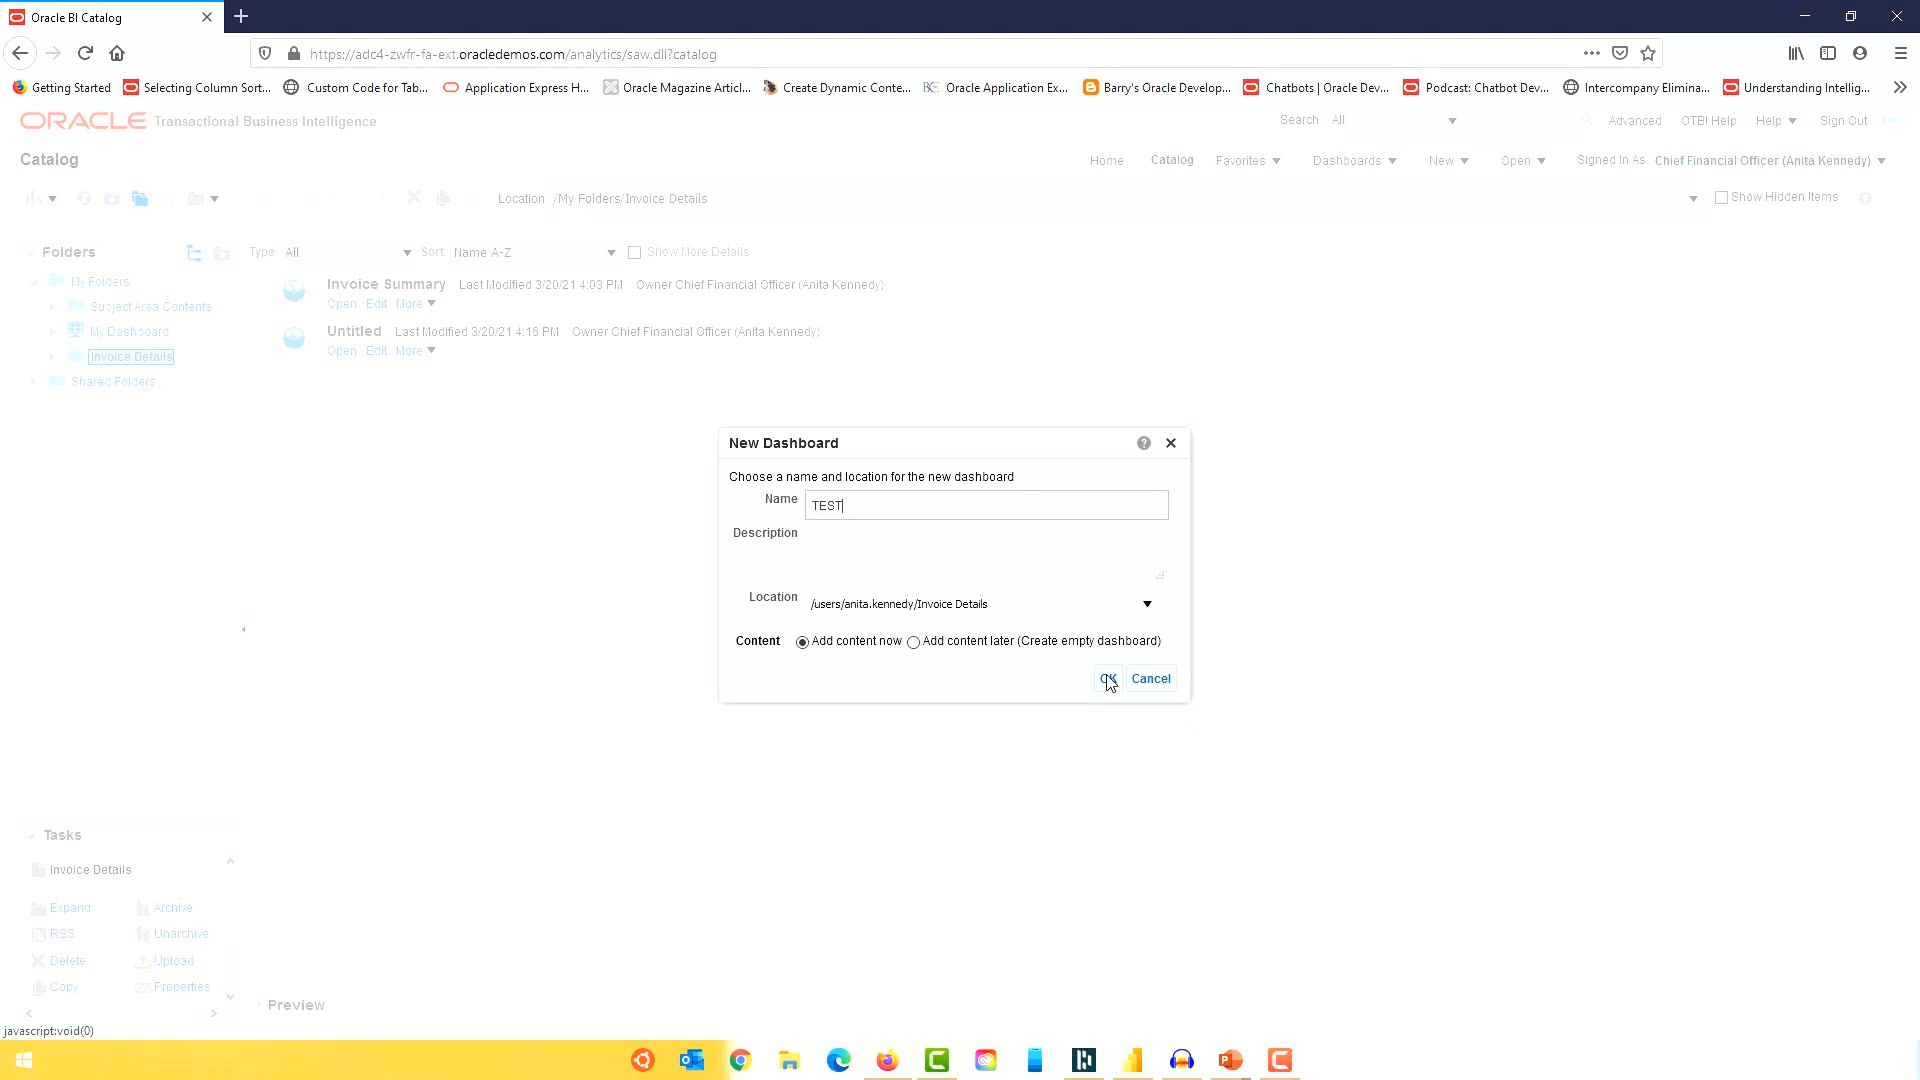 Oracle BI Catalog
https://adc4-zwfr-fa-ext.oracledemos.com/analytics/saw.dll?catalog
Getting Started Selecting Column Sort... Custom Code for Tab... Application Express H... Oracle Magazine Articl... Create Dynamic Conte... Oracle Application Ex... Barry's Oracle Develop... Chatbots | Oracle Dev... Podcast: Chatbot Dev... Intercompany Elimina... Understanding Intellig...
ORACLE Transactional Business Intelligence Search All Advanced OTBI Help Help Sign Out
Catalog Home Catalog Favorites Dashboards New Open Signed In As Chief Financial Officer (Anita Kennedy)
Location /My Folders/Invoice Details Show Hidden Items
Folders Type All Sort Name A-Z Show More Details
My Folders
Subject Area Contents
My Dashboard
Invoice Details
Shared Folders
Invoice Summary Last Modified 3/20/21 4:03 PM Owner Chief Financial Officer (Anita Kennedy)
Open Edit More
Untitled Last Modified 3/20/21 4:16 PM Owner Chief Financial Officer (Anita Kennedy)
Open Edit More
New Dashboard
Choose a name and location for the new dashboard
Name TEST
Description
Location /users/anita.kennedy/Invoice Details
Content Add content now Add content later (Create empty dashboard)
OK Cancel
Tasks
Invoice Details
Expand Archive
RSS Unarchive
Delete Upload
Copy Properties
Preview
javascript:void(0)